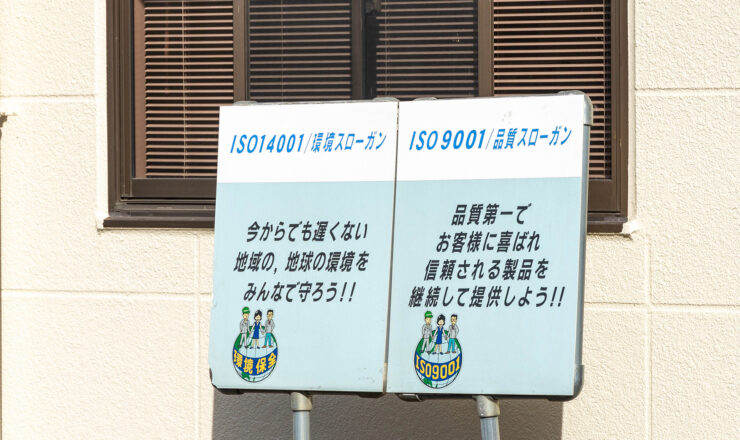 ISO14001/環境スローガン
今からでも遅くない
地域の,地球の環境を
みんなで守ろう!!
環境保全
ISO9001/品質スローガン
品質第一で
お客様に喜ばれ
信頼される製品を
継続して提供しよう!!
ISO9001